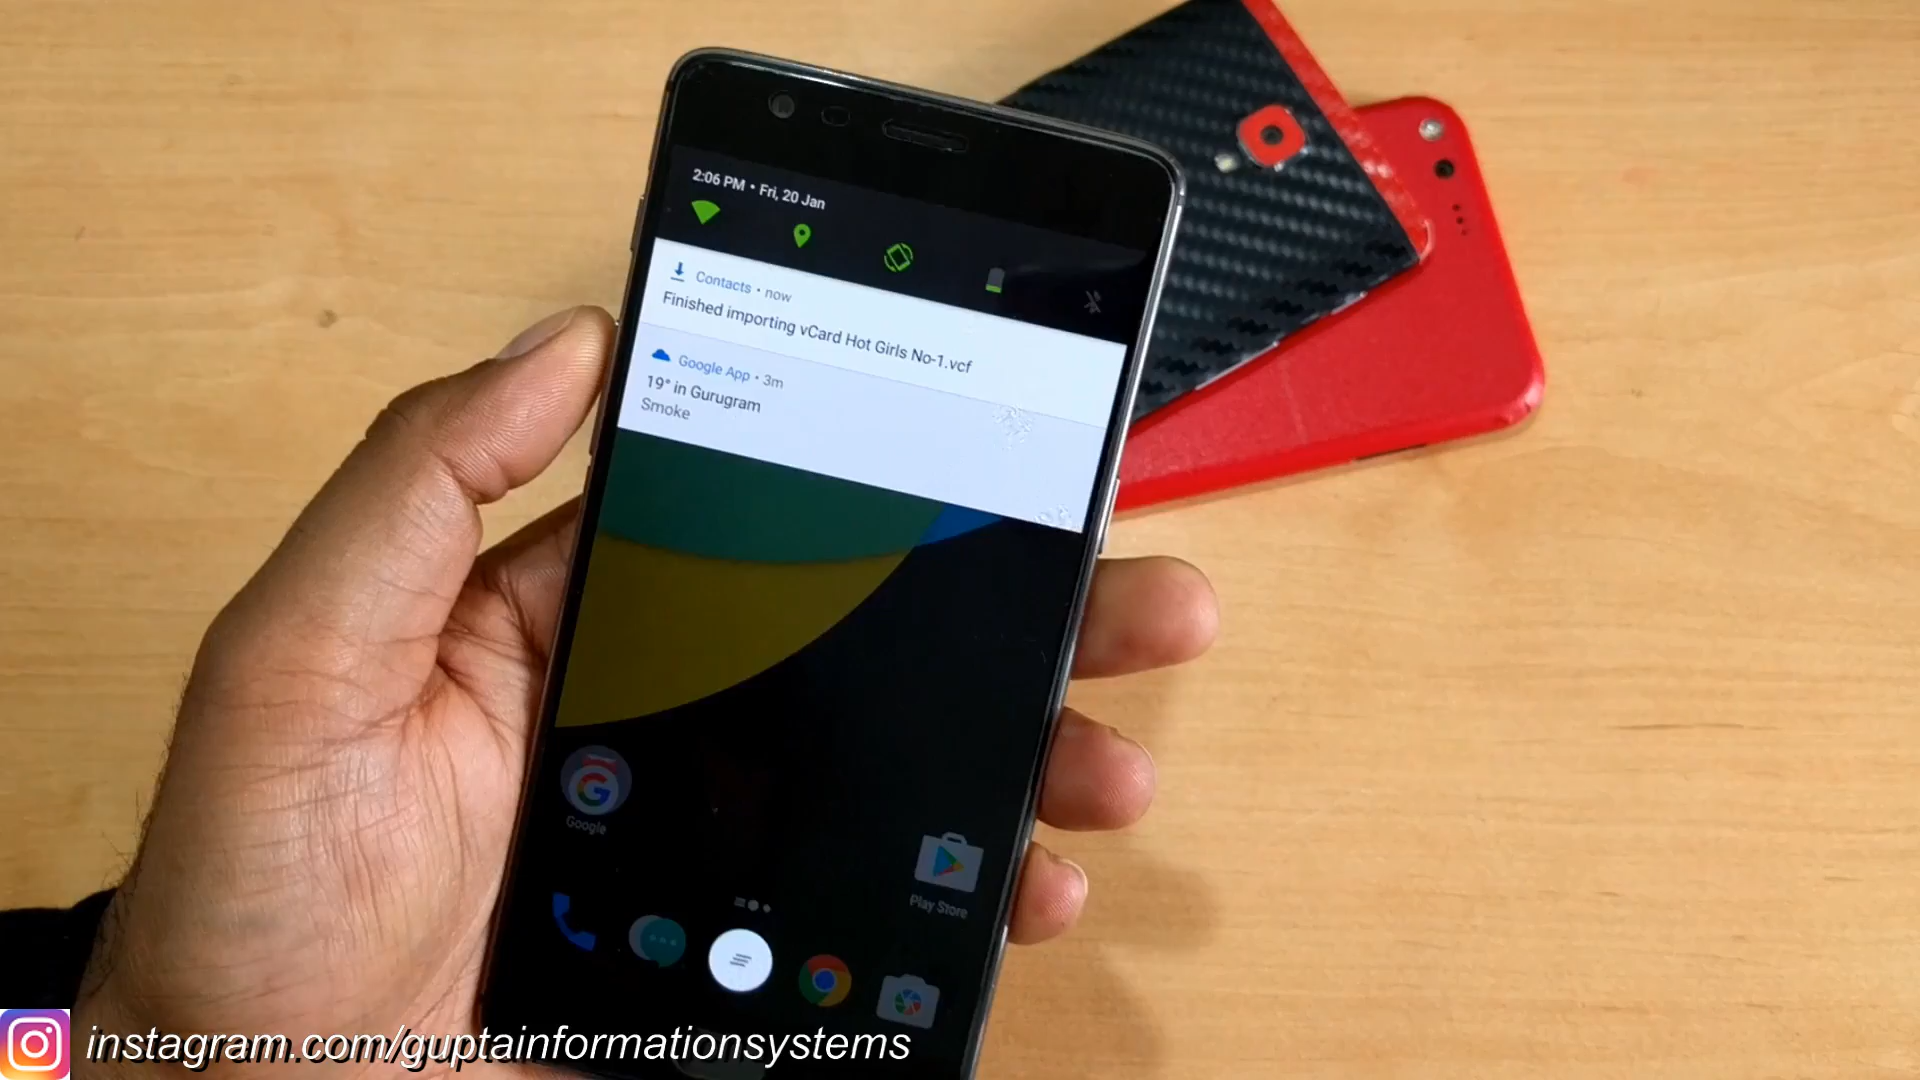 2:06 PM • Fri, 20 Jan
Contacts • now
Finished importing vCard Hot Girls No-1.vcf
Google App • 3m
19° in Gurugram
Smoke
Google
Play Store
instagram.com/guptainformationsystems